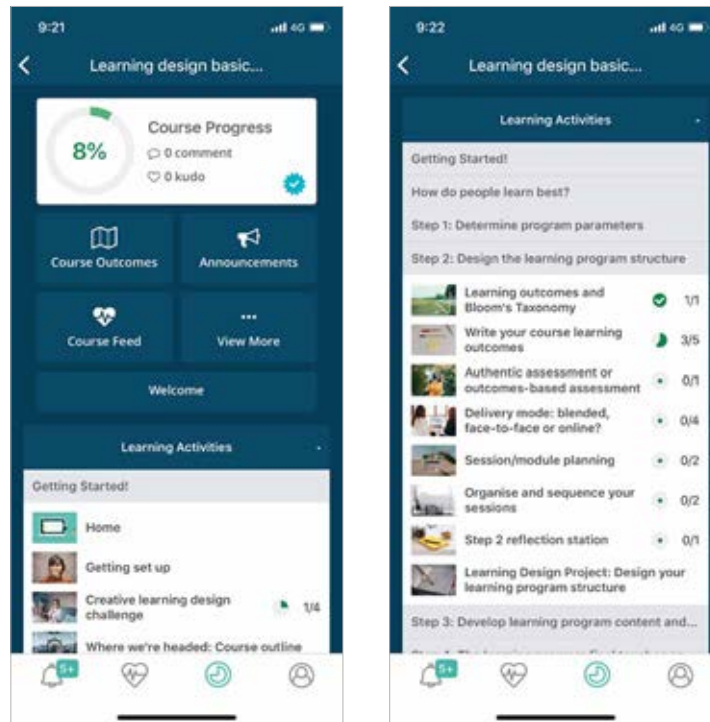 9:21
4G
Learning design basic...
8%
Course Progress
0 comment
0 kudo
Course Outcomes
Announcements
Course Feed
View More
Welcome
Learning Activities
Getting Started!
Home
Getting set up
Creative learning design
challenge
1/4
Where we're headed: Course outline
5+
9:22
4G
Learning design basic...
Learning Activities
Getting Started!
How do people learn best?
Step 1: Determine program parameters
Step 2: Design the learning program structure
Learning outcomes and
Bloom's Taxonomy
1/1
Write your course learning
outcomes
3/5
Authentic assessment or
outcomes-based assessment
0/1
Delivery mode: blended,
face-to-face or online?
0/4
Session/module planning
0/2
Organise and sequence your
sessions
0/2
Step 2 reflection station
0/1
Learning Design Project: Design your
learning program structure
Step 3: Develop learning program content and...
5+